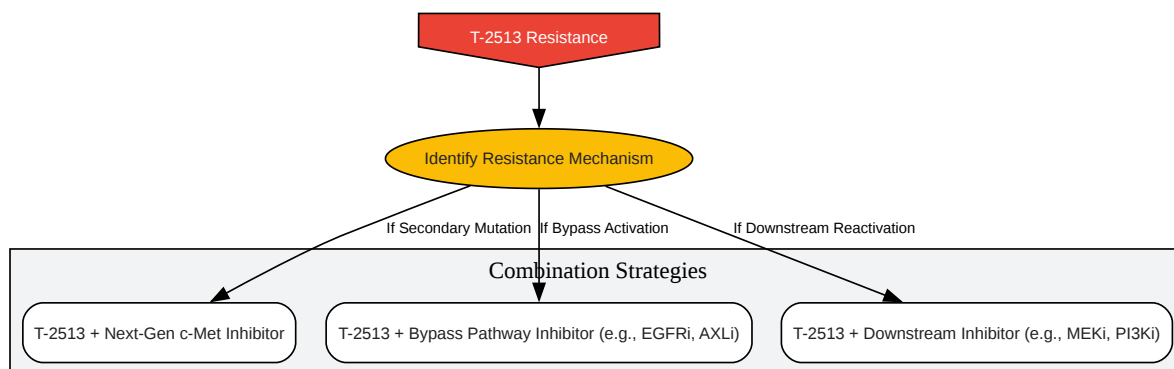 T-2513 Resistance
Identify Resistance Mechanism
If Secondary Mutation
If Bypass Activation
If Downstream Reactivation
Combination Strategies
T-2513 + Next-Gen c-Met Inhibitor
T-2513 + Bypass Pathway Inhibitor (e.g., EGFRi, AXLi)
T-2513 + Downstream Inhibitor (e.g., MEKi, PI3Ki)